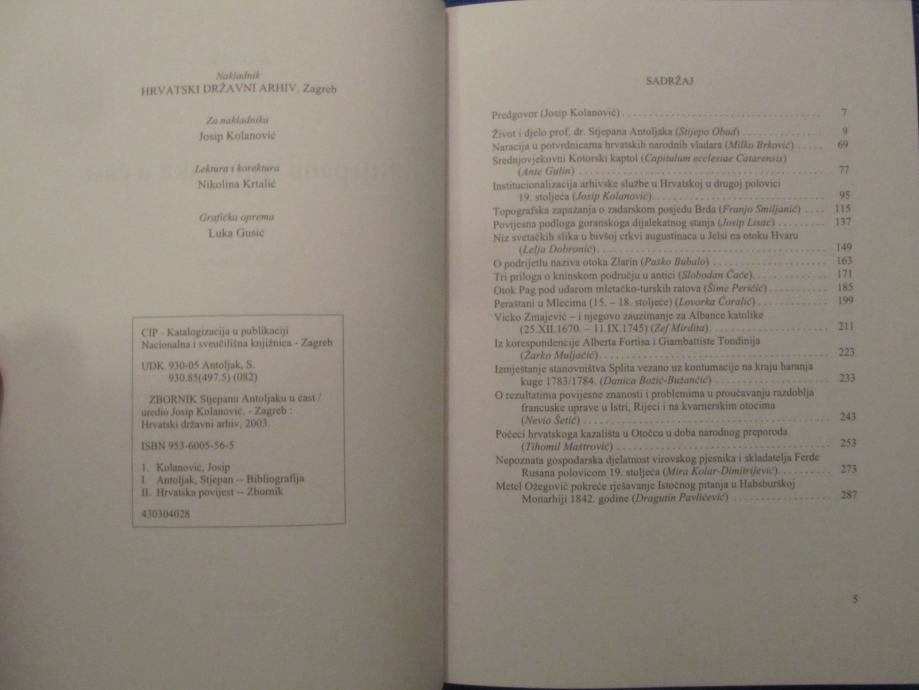 Nakladnik
HRVATSKI DRŽAVNI ARHIV, Zagreb
Za nakladnika
Josip Kolanović
Lektura i korektura
Nikolina Krtalić
Grafička oprema
Luka Gusić
CIP - Katalogizacija u publikaciji
Nacionalna i sveučilišna knjižnica - Zagreb
UDK 930-05 Antoljak, S.
930.85(497.5) (082)
ZBORNIK Stjepanu Antoljaku u čast /
uredio Josip Kolanović. - Zagreb :
Hrvatski državni arhiv, 2003.
ISBN 953-6005-56-5
1. Kolanović, Josip
I. Antoljak, Stjepan -- Bibliografija
II. Hrvatska povijest -- Zbornik
430304028
SADRŽAJ
Predgovor (Josip Kolanović) . . . . . 7
Život i djelo prof. dr. Stjepana Antoljaka (Stijepo Obad) . . . . . 9
Naracija u potvrdnicama hrvatskih narodnih vladara (Milko Brković) . . . . . 69
Srednjovjekovni Kotorski kaptol (Capitulum ecclesiae Catarensis)
(Ante Gulin) . . . . . 77
Institucionalizacija arhivske službe u Hrvatskoj u drugoj polovici
19. stoljeća (Josip Kolanović). . . . . 95
Topografska zapažanja o zadarskom posjedu Brda (Franjo Smiljanić) . . . . 115
Povijesna podloga goranskoga dijalekatnog stanja (Josip Lisac) . . . . . 137
Niz svetačkih slika u bivšoj crkvi augustinaca u Jelsi na otoku Hvaru
(Lelja Dobronić). . . . . 149
O podrijetlu naziva otoka Zlarin (Paško Bubalo) . . . . . 163
Tri priloga o kninskom području u antici (Slobodan Čače). . . . . 171
Otok Pag pod udarom mletačko-turskih ratova (Šime Peričić) . . . . . 185
Peraštani u Mlecima (15. – 18. stoljeće) (Lovorka Čoralić) . . . . . 199
Vicko Zmajević – i njegovo zauzimanje za Albance katolike
(25.XII.1670. – 11.IX.1745) (Zef Mirdita) . . . . . 211
Iz korespondencije Alberta Fortisa i Giambattiste Tondinija
(Žarko Muljačić) . . . . . 223
Izmještanje stanovništva Splita vezano uz kontumacije na kraju haranja
kuge 1783/1784. (Danica Božić-Bužančić) . . . . . 233
O rezultatima povijesne znanosti i problemima u proučavanju razdoblja
francuske uprave u Istri, Rijeci i na kvarnerskim otocima
(Nevio Šetić) . . . . . 243
Počeci hrvatskoga kazališta u Otočcu u doba narodnog preporoda
(Tihomil Maštrović) . . . . . 253
Nepoznata gospodarska djelatnost virovskog pjesnika i skladatelja Ferde
Rusana polovicom 19. stoljeća (Mira Kolar-Dimitrijević). . . . . 273
Metel Ožegović pokreće rješavanje Istočnog pitanja u Habsburškoj
Monarhiji 1842. godine (Dragutin Pavličević) . . . . . 287
5